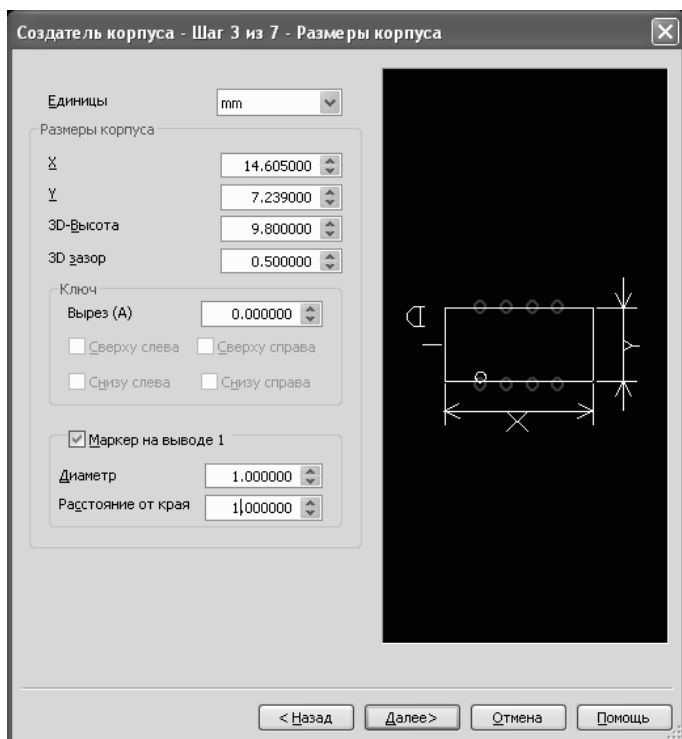 Создатель корпуса - Шаг 3 из 7 - Размеры корпуса
Единицы mm
Размеры корпуса
X 14.605000
Y 7.239000
3D-Высота 9.800000
3D зазор 0.500000
Ключ
Вырез (А) 0.000000
Сверху слева Сверху справа
Снизу слева Снизу справа
Маркер на выводе 1
Диаметр 1.000000
Расстояние от края 1.000000
X
Y
< Назад Далее> Отмена Помощь